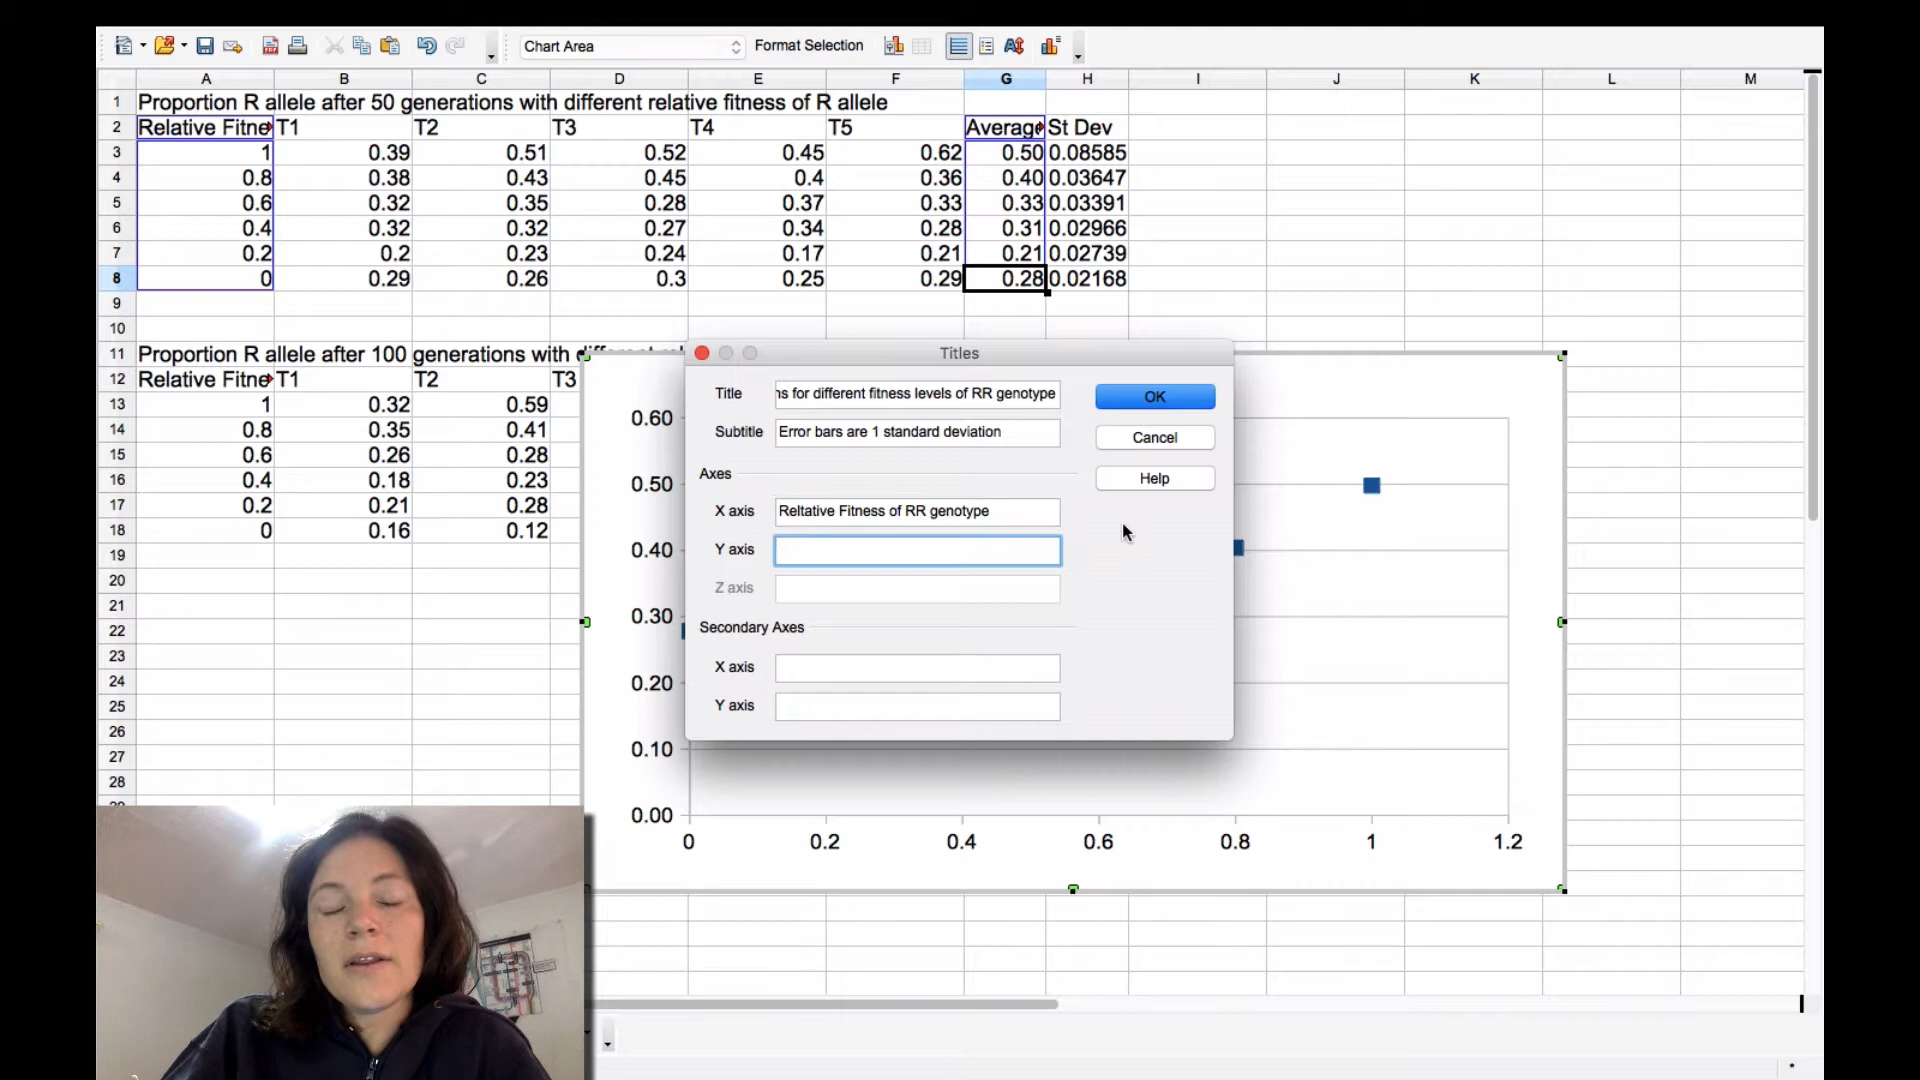 Chart Area Format Selection
A B C D E F G H I J K L M
1 Proportion R allele after 50 generations with different relative fitness of R allele
2 Relative Fitne T1 T2 T3 T4 T5 Average St Dev
3 1 0.39 0.51 0.52 0.45 0.62 0.50 0.08585
4 0.8 0.38 0.43 0.45 0.4 0.36 0.40 0.03647
5 0.6 0.32 0.35 0.28 0.37 0.33 0.33 0.03391
6 0.4 0.32 0.32 0.27 0.34 0.28 0.31 0.02966
7 0.2 0.2 0.23 0.24 0.17 0.21 0.21 0.02739
8 0 0.29 0.26 0.3 0.25 0.29 0.28 0.02168
9
10
11 Proportion R allele after 100 generations with
12 Relative Fitne T1 T2 T3
13 1 0.32 0.59
14 0.8 0.35 0.41
15 0.6 0.26 0.28
16 0.4 0.18 0.23
17 0.2 0.21 0.28
18 0 0.16 0.12
19
20
21
22
23
24
25
26
27
28
Titles
Title ns for different fitness levels of RR genotype
Subtitle Error bars are 1 standard deviation
Axes
X axis Reltative Fitness of RR genotype
Y axis
Z axis
Secondary Axes
X axis
Y axis
OK
Cancel
Help
0.60
0.50
0.40
0.30
0.20
0.10
0.00
0 0.2 0.4 0.6 0.8 1 1.2